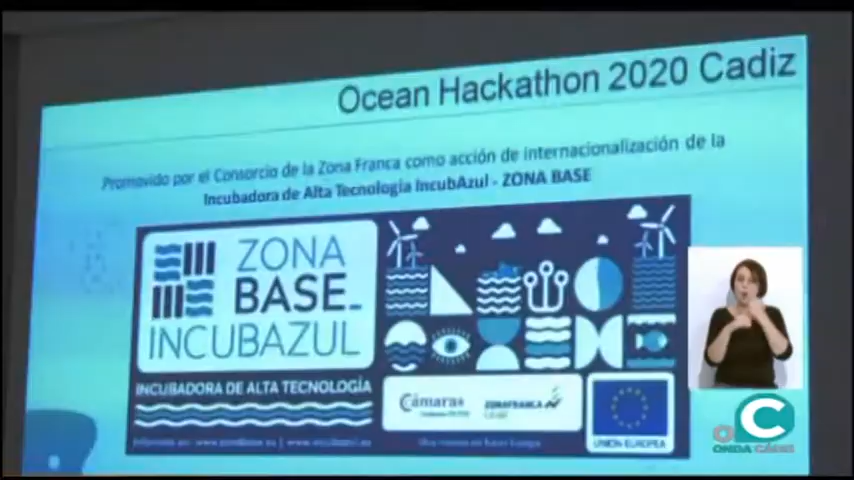 Ocean Hackathon 2020 Cadiz
Promovido por el Consorcio de la Zona Franca como acción de internacionalización de la
Incubadora de Alta Tecnología IncubAzul - ZONA BASE
ZONA
BASE_
INCUBAZUL
INCUBADORA DE ALTA TECNOLOGÍA
Cámaras
ZONAFRANCA
UNIÓN EUROPEA
C
ONDA CÁDIZ